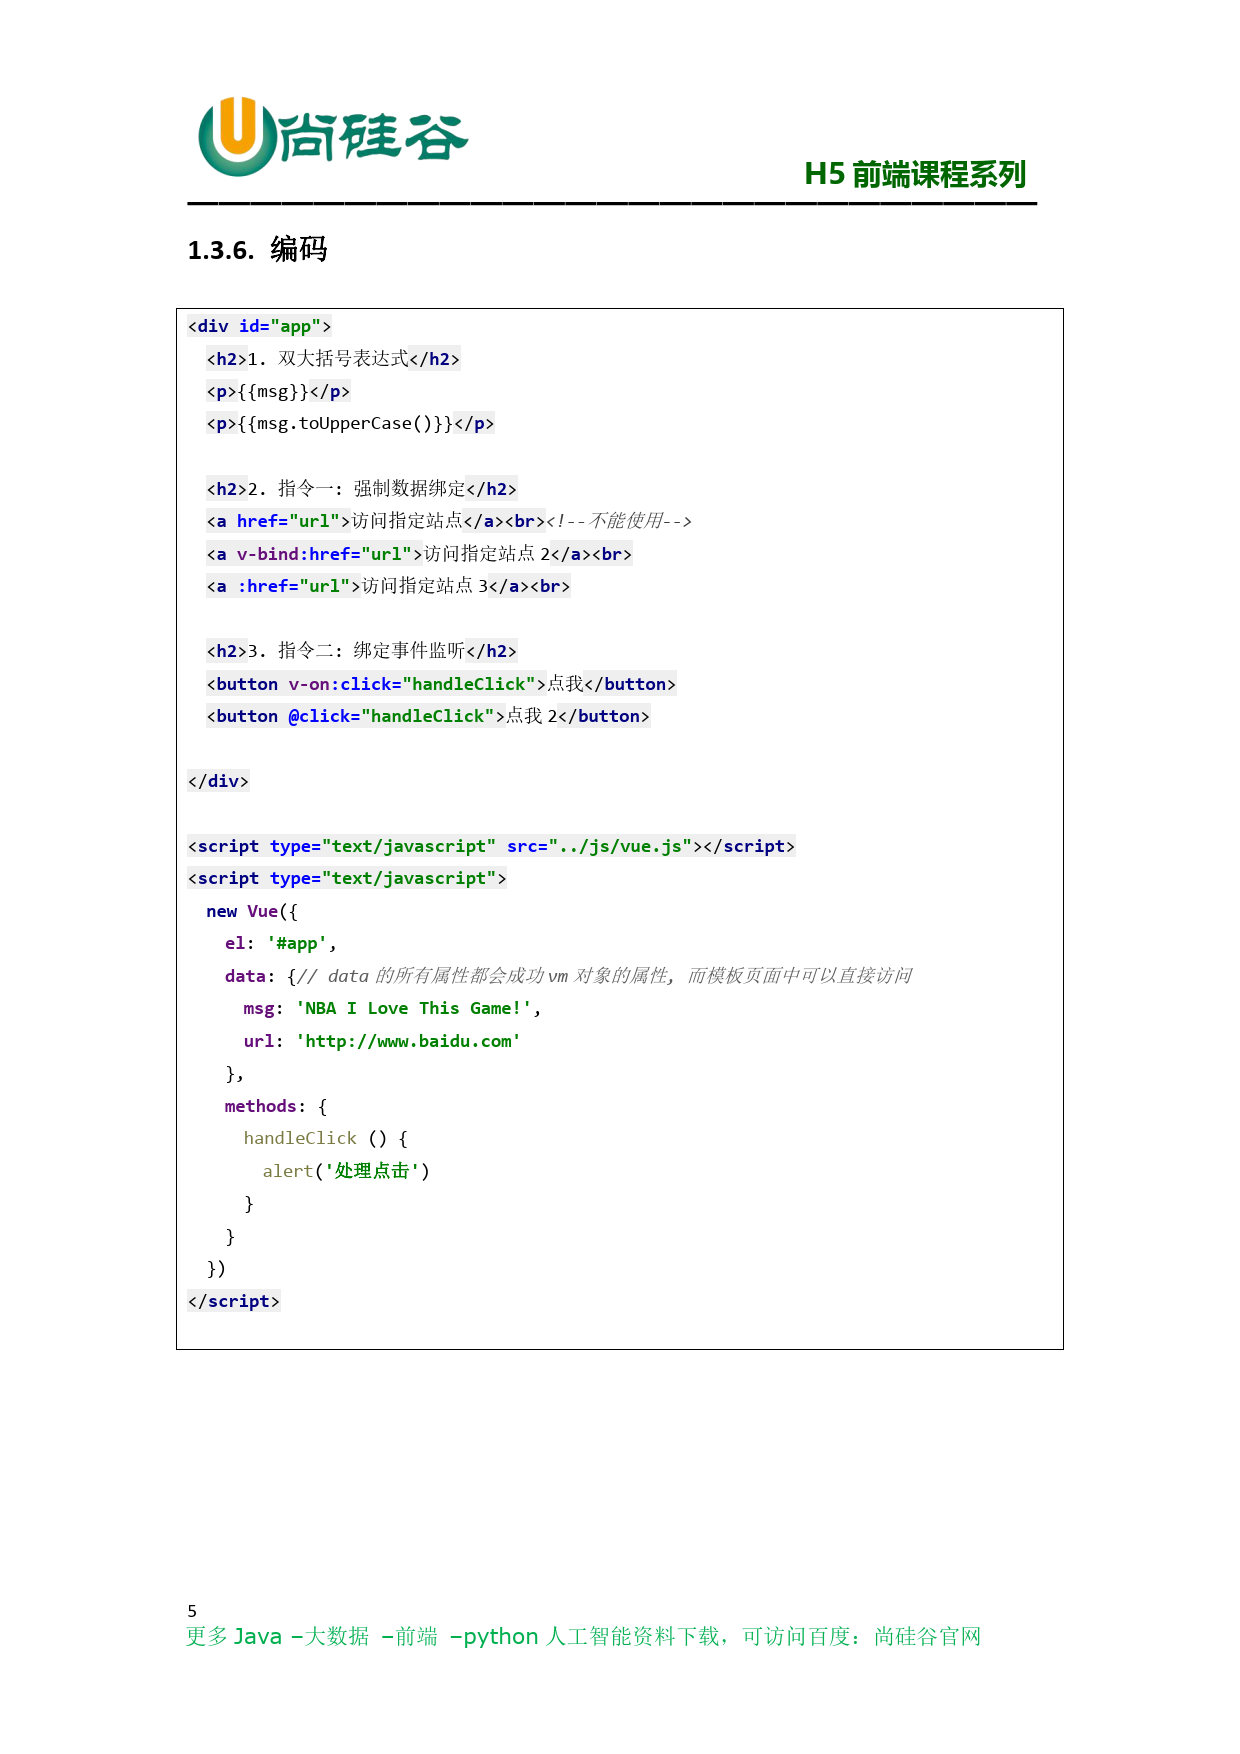 尚硅谷
H5 前端课程系列
1.3.6. 编码
<div id="app">
  <h2>1. 双大括号表达式</h2>
  <p>{{msg}}</p>
  <p>{{msg.toUpperCase()}}</p>
  <h2>2. 指令一: 强制数据绑定</h2>
  <a href="url">访问指定站点</a><br><!--不能使用-->
  <a v-bind:href="url">访问指定站点 2</a><br>
  <a :href="url">访问指定站点 3</a><br>
  <h2>3. 指令二: 绑定事件监听</h2>
  <button v-on:click="handleClick">点我</button>
  <button @click="handleClick">点我 2</button>
</div>
<script type="text/javascript" src="../js/vue.js"></script>
<script type="text/javascript">
  new Vue({
    el: '#app',
    data: {// data 的所有属性都会成功 vm 对象的属性, 而模板页面中可以直接访问
      msg: 'NBA I Love This Game!',
      url: 'http://www.baidu.com'
    },
    methods: {
      handleClick () {
        alert('处理点击')
      }
    }
  })
</script>
5
更多 Java –大数据 –前端 –python 人工智能资料下载，可访问百度：尚硅谷官网